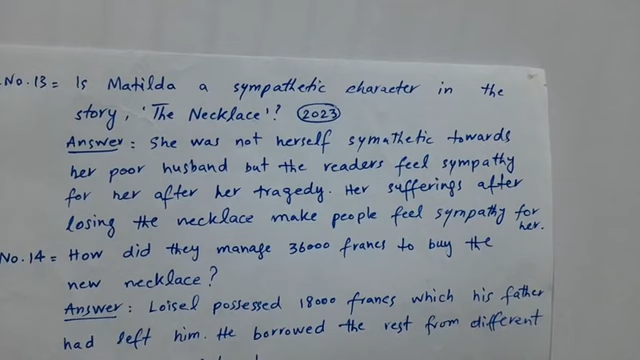 .No.13 = Is Matilda a sympathetic character in the
story, 'The Necklace'? 2023
Answer: She was not herself symathetic towards
her poor husband but the readers feel sympathy
for her after her tragedy. Her sufferings after
losing the necklace make people feel sympathy for
her.
No.14 = How did they manage 36000 francs to buy the
new necklace?
Answer: Loisel possessed 18000 francs which his father
had left him. He borrowed the rest from different